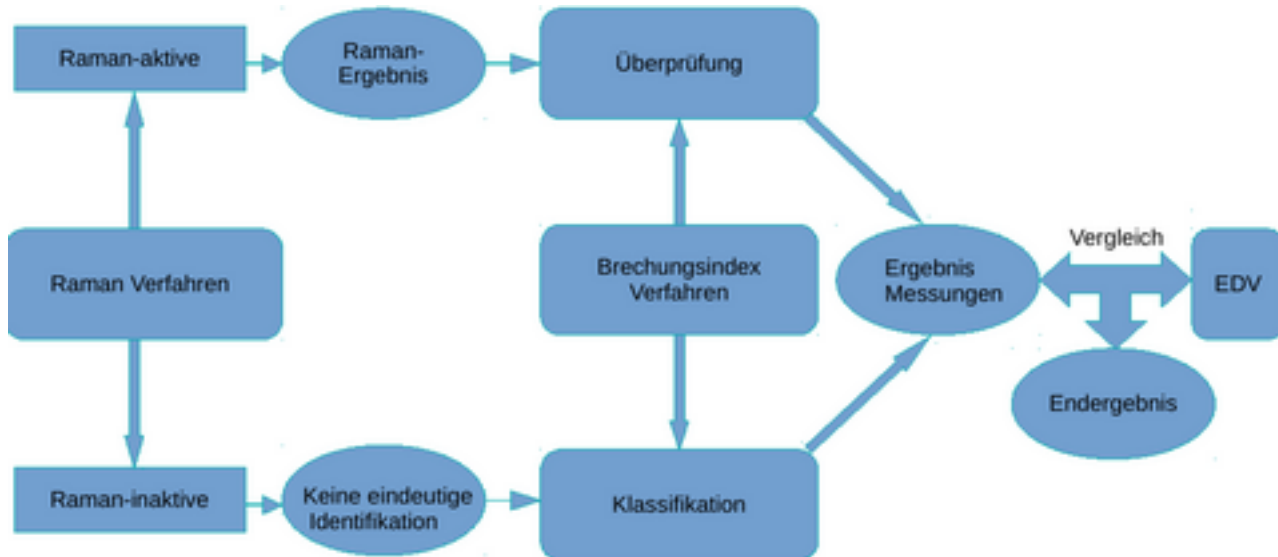 Raman-aktive
Raman-
Ergebnis
Überprüfung
Raman Verfahren
Brechungsindex
Verfahren
Ergebnis
Messungen
Vergleich
EDV
Endergebnis
Raman-inaktive
Keine eindeutige
Identifikation
Klassifikation